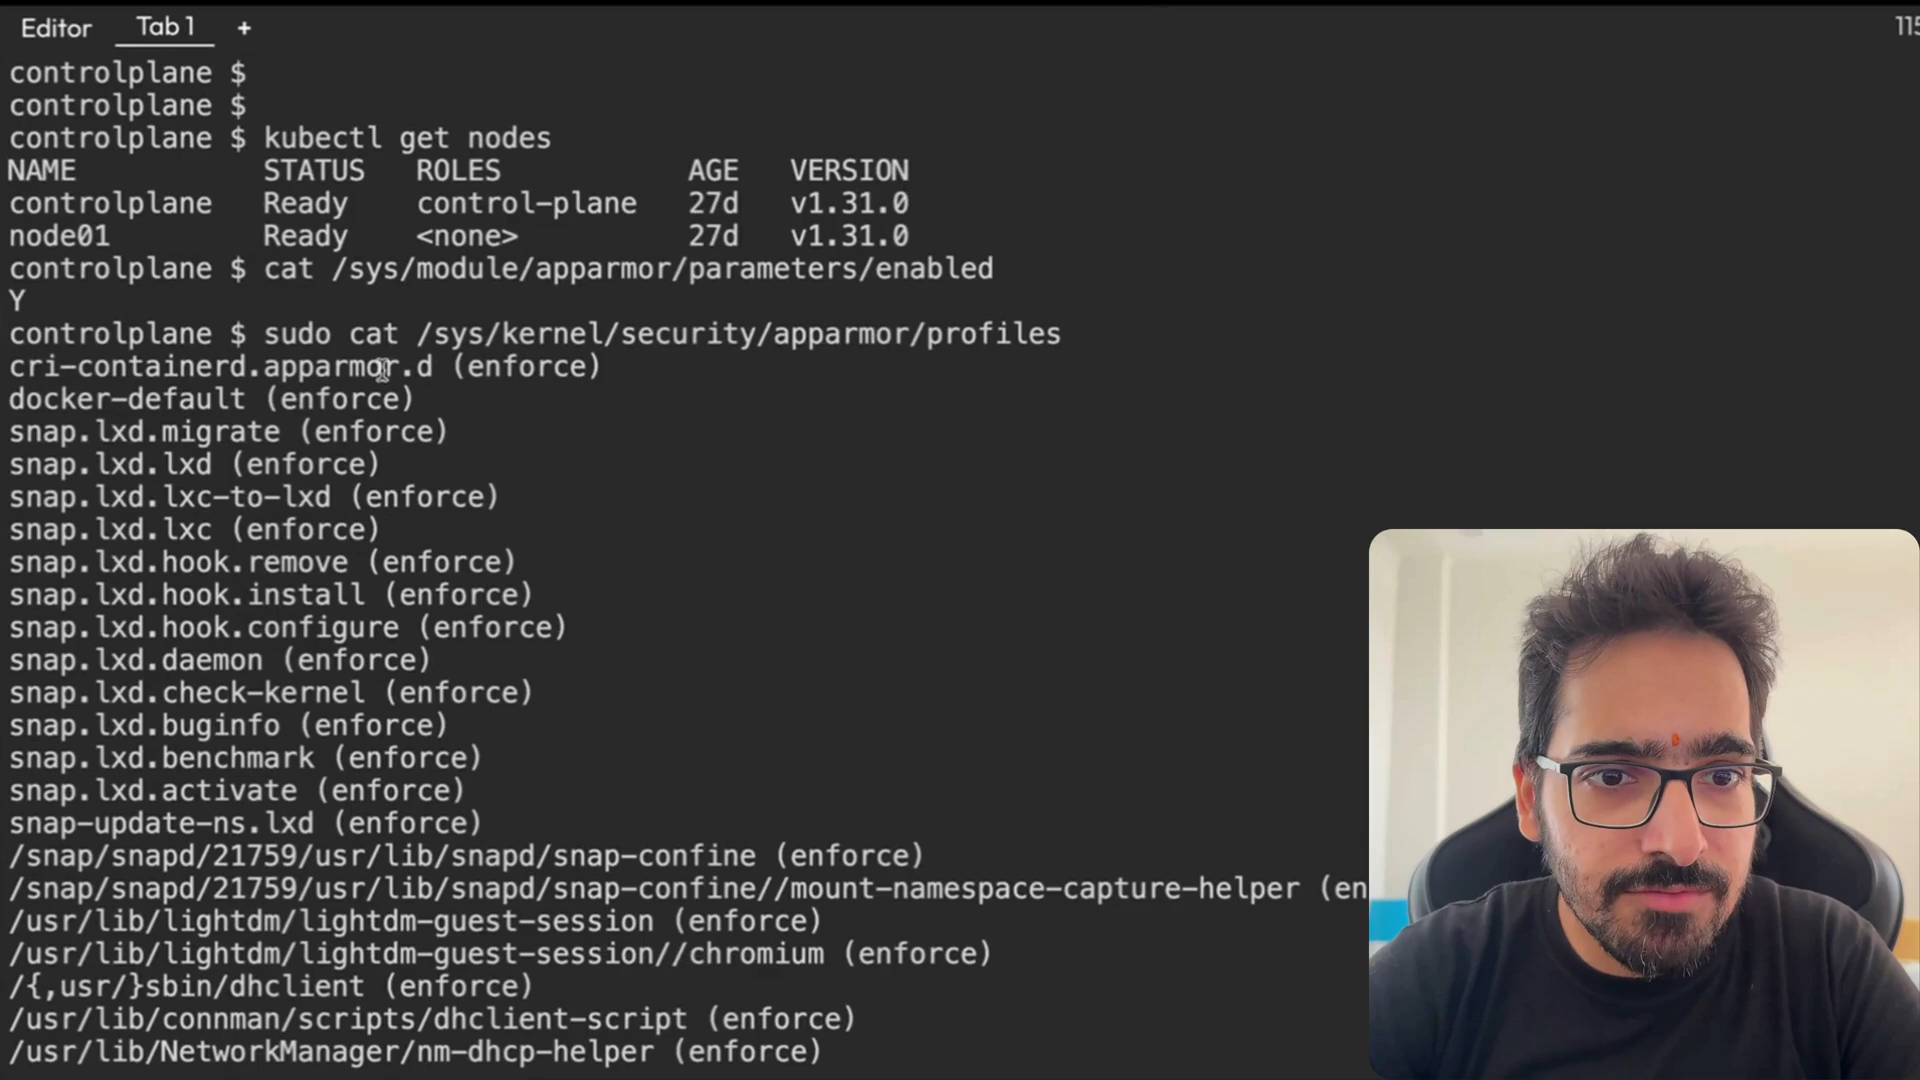 Editor Tab 1 + 115
controlplane $
controlplane $
controlplane $ kubectl get nodes
NAME STATUS ROLES AGE VERSION
controlplane Ready control-plane 27d v1.31.0
node01 Ready <none> 27d v1.31.0
controlplane $ cat /sys/module/apparmor/parameters/enabled
Y
controlplane $ sudo cat /sys/kernel/security/apparmor/profiles
cri-containerd.apparmor.d (enforce)
docker-default (enforce)
snap.lxd.migrate (enforce)
snap.lxd.lxd (enforce)
snap.lxd.lxc-to-lxd (enforce)
snap.lxd.lxc (enforce)
snap.lxd.hook.remove (enforce)
snap.lxd.hook.install (enforce)
snap.lxd.hook.configure (enforce)
snap.lxd.daemon (enforce)
snap.lxd.check-kernel (enforce)
snap.lxd.buginfo (enforce)
snap.lxd.benchmark (enforce)
snap.lxd.activate (enforce)
snap-update-ns.lxd (enforce)
/snap/snapd/21759/usr/lib/snapd/snap-confine (enforce)
/snap/snapd/21759/usr/lib/snapd/snap-confine//mount-namespace-capture-helper (en
/usr/lib/lightdm/lightdm-guest-session (enforce)
/usr/lib/lightdm/lightdm-guest-session//chromium (enforce)
/{,usr/}sbin/dhclient (enforce)
/usr/lib/connman/scripts/dhclient-script (enforce)
/usr/lib/NetworkManager/nm-dhcp-helper (enforce)